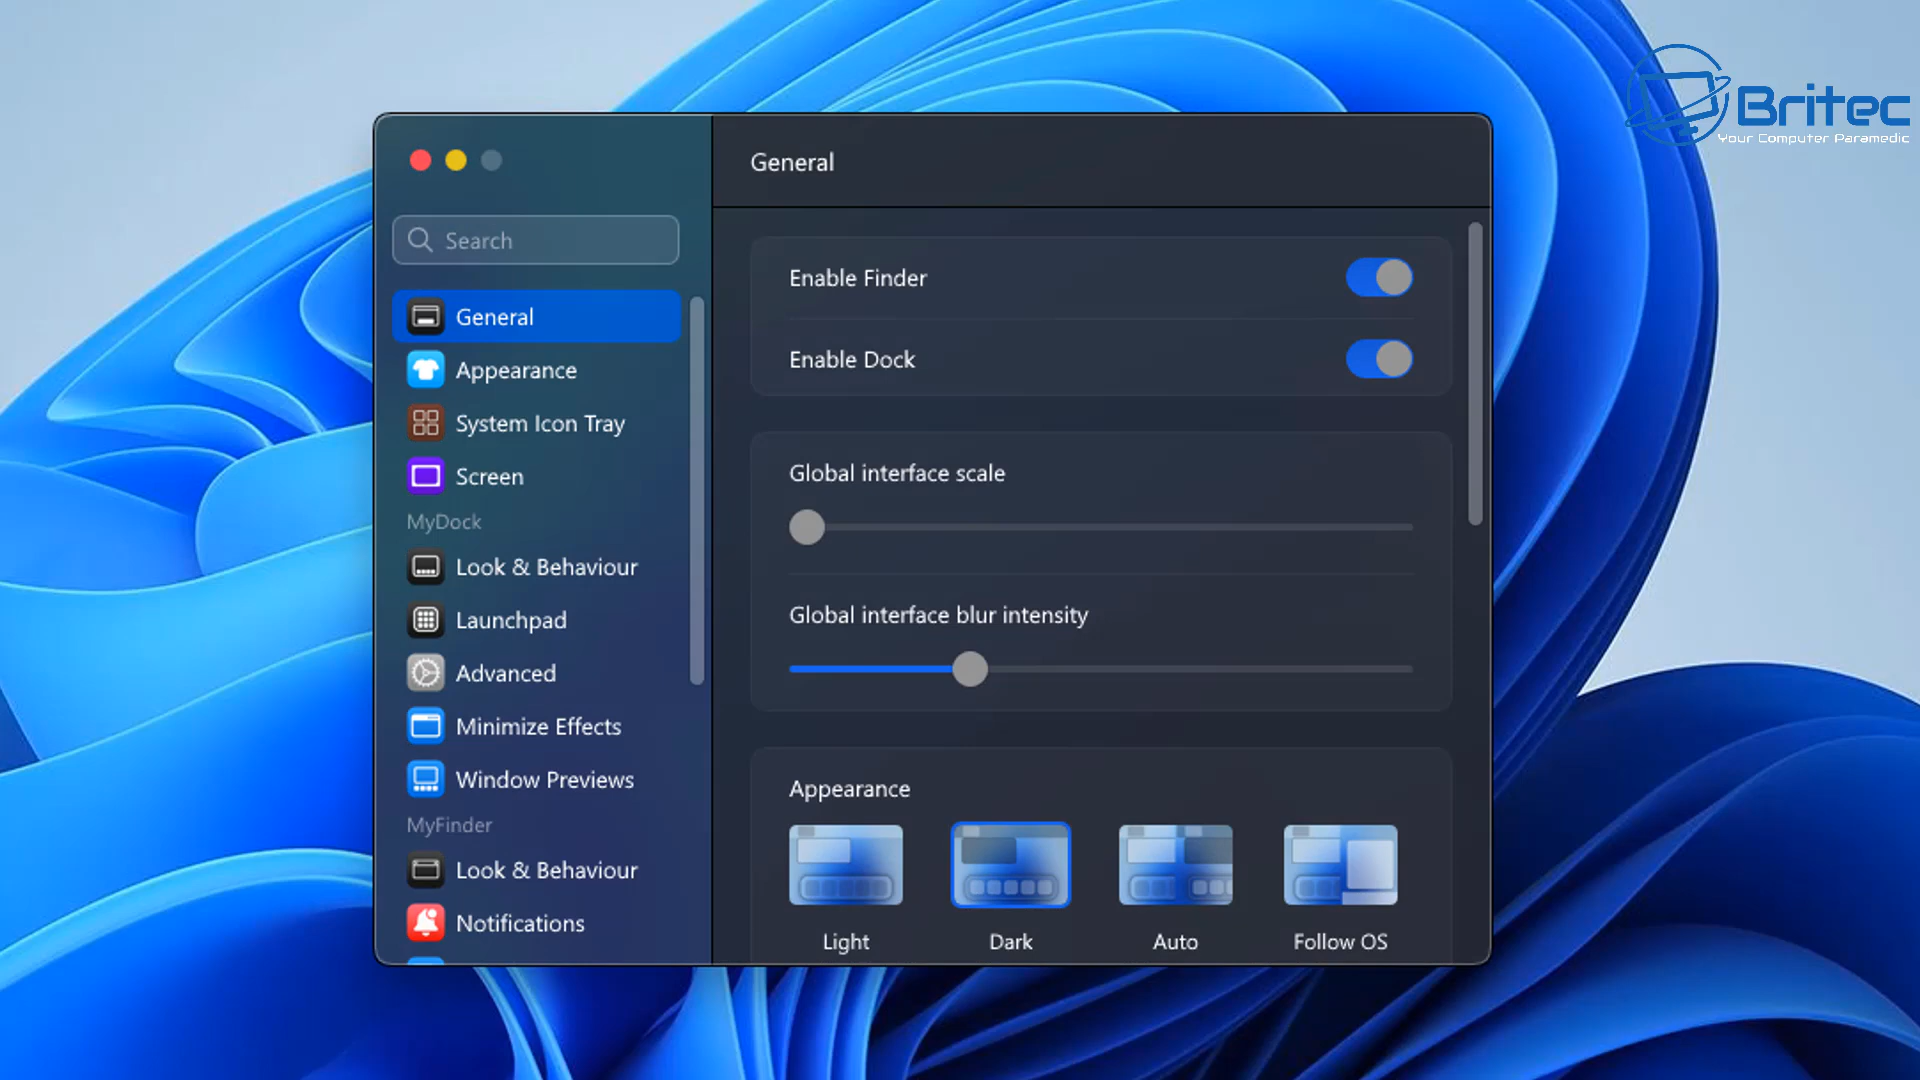 Britec
Your Computer Paramedic
General
Search
General
Appearance
System Icon Tray
Screen
MyDock
Look & Behaviour
Launchpad
Advanced
Minimize Effects
Window Previews
MyFinder
Look & Behaviour
Notifications
Enable Finder
Enable Dock
Global interface scale
Global interface blur intensity
Appearance
Light
Dark
Auto
Follow OS